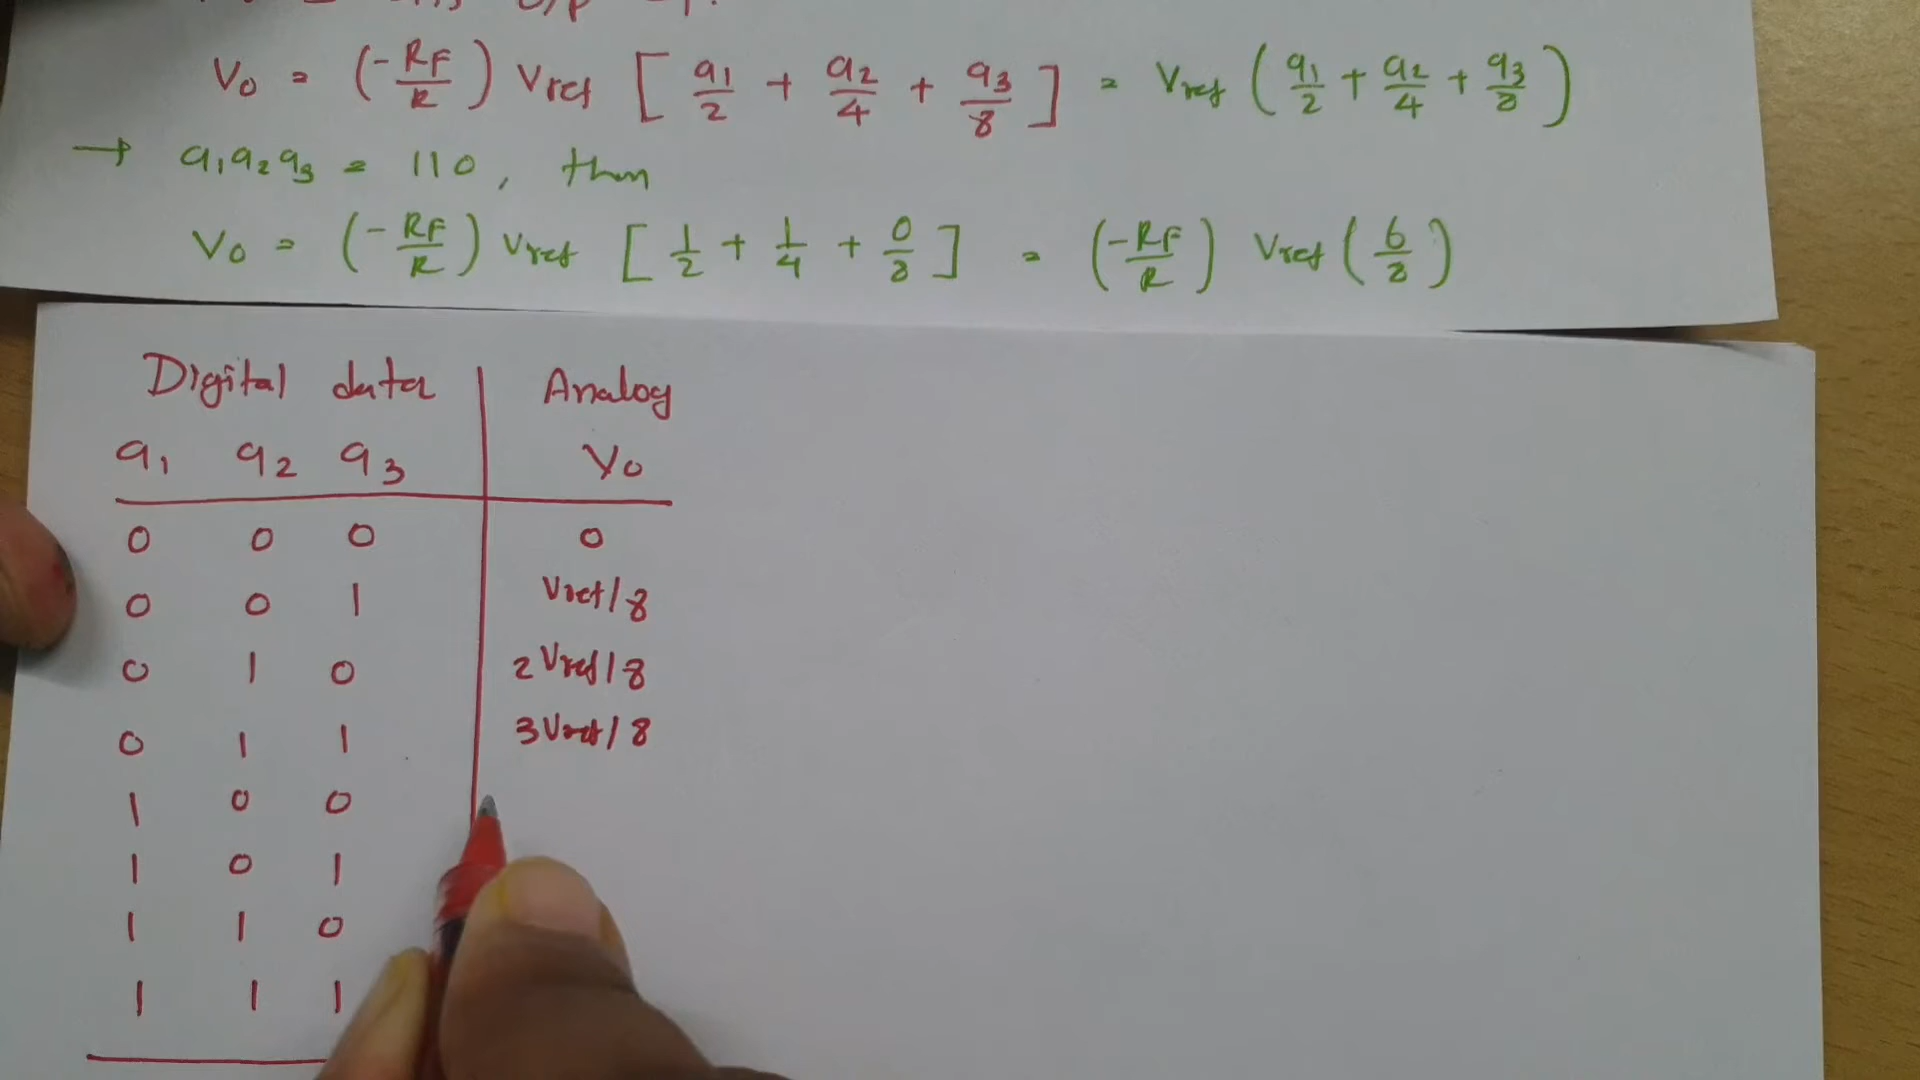 V₀ = (-RF/R) Vref [a₁/2 + a₂/4 + a₃/8] = Vref (a₁/2 + a₂/4 + a₃/8)
→ a₁a₂a₃ = 110, then
V₀ = (-RF/R) Vref [1/2 + 1/4 + 0/8] = (-RF/R) Vref (6/8)
Digital data Analog
a₁ a₂ a₃ V₀
0 0 0 0
0 0 1 Vref/8
0 1 0 2Vref/8
0 1 1 3Vref/8
1 0 0
1 0 1
1 1 0
1 1 1